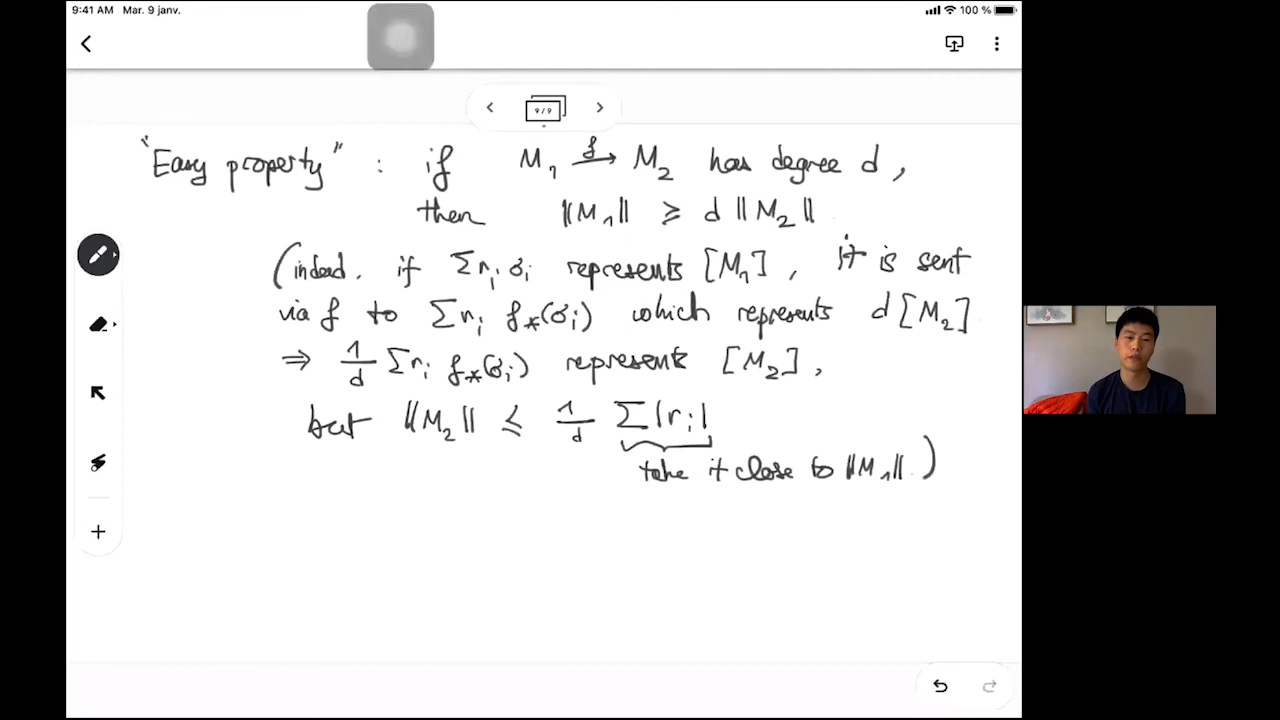 9:41 AM Mar. 9 janv.
100 %
9/9
"Easy property" : if M₁ →f M₂ has degree d,
then ‖M₁‖ ≥ d ‖M₂‖
(indeed, if Σ rᵢ σᵢ represents [M₁], it is sent
via f to Σ rᵢ f_*(σᵢ) which represents d [M₂]
⇒ 1/d Σ rᵢ f_*(σᵢ) represents [M₂],
but ‖M₂‖ ≤ 1/d Σ |rᵢ|
take it close to ‖M₁‖.)